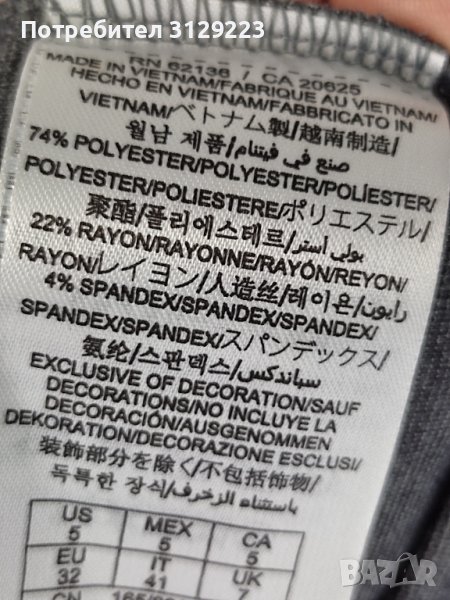 Потребител 3129223
RN 62136 / CA 20625
MADE IN VIETNAM/FABRIQUE AU VIETNAM/
HECHO EN VIETNAM/FABBRICATO IN
VIETNAM/ベトナム製/越南制造/
월남 제품/صنع في فيتنام
74% POLYESTER/POLYESTER/POLÍESTER/
POLYESTER/POLIESTERE/ポリエステル/
聚酯/폴리에스테르/بولي أستر
22% RAYON/RAYONNE/RAYÓN/REYON/
RAYON/レイヨン/人造丝/레이온/رايون
4% SPANDEX/SPANDEX/SPANDEX/
SPANDEX/SPANDEX/スパンデックス/
氨纶/스판덱스/سباندكس
EXCLUSIVE OF DECORATION/SAUF
DECORATIONS/NO INCLUYE LA
DECORACIÓN/AUSGENOMMEN
DEKORATION/DECORAZIONE ESCLUSI/
装飾部分を除く/不包括饰物/
독특한 장식/باستثناء الزخرف
US MEX CA
5 5 5
EU IT UK
32 41 7
CN
BAZAR